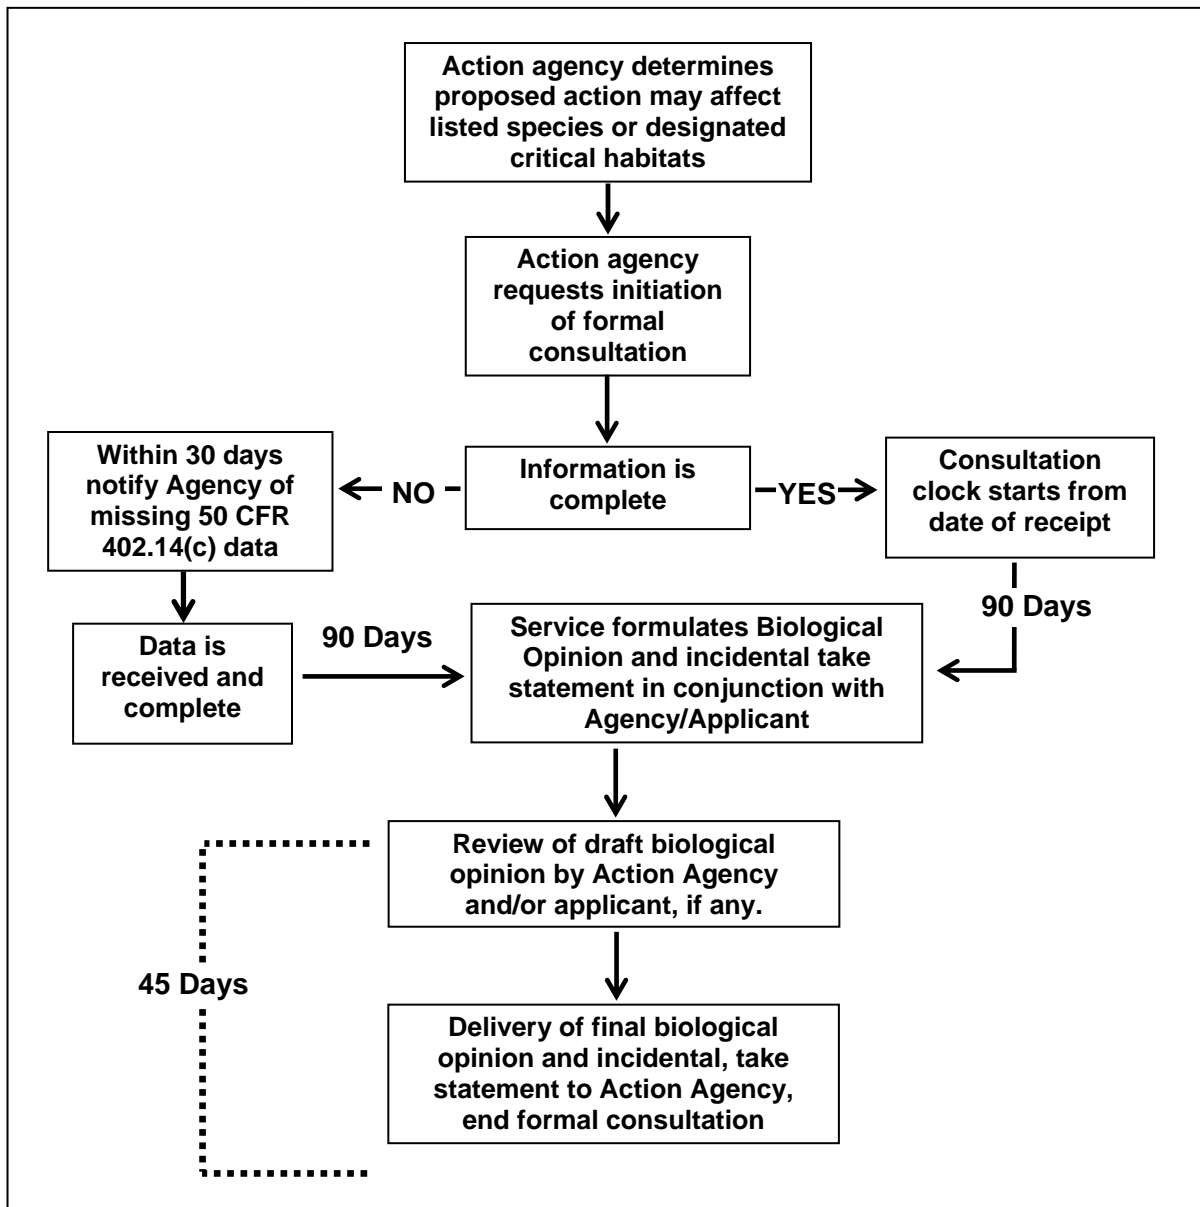 Action agency determines
proposed action may affect
listed species or designated
critical habitats
Action agency
requests initiation
of formal
consultation
Information is
complete
NO
YES
Within 30 days
notify Agency of
missing 50 CFR
402.14(c) data
Consultation
clock starts from
date of receipt
Data is
received and
complete
90 Days
90 Days
Service formulates Biological
Opinion and incidental take
statement in conjunction with
Agency/Applicant
Review of draft biological
opinion by Action Agency
and/or applicant, if any.
45 Days
Delivery of final biological
opinion and incidental, take
statement to Action Agency,
end formal consultation